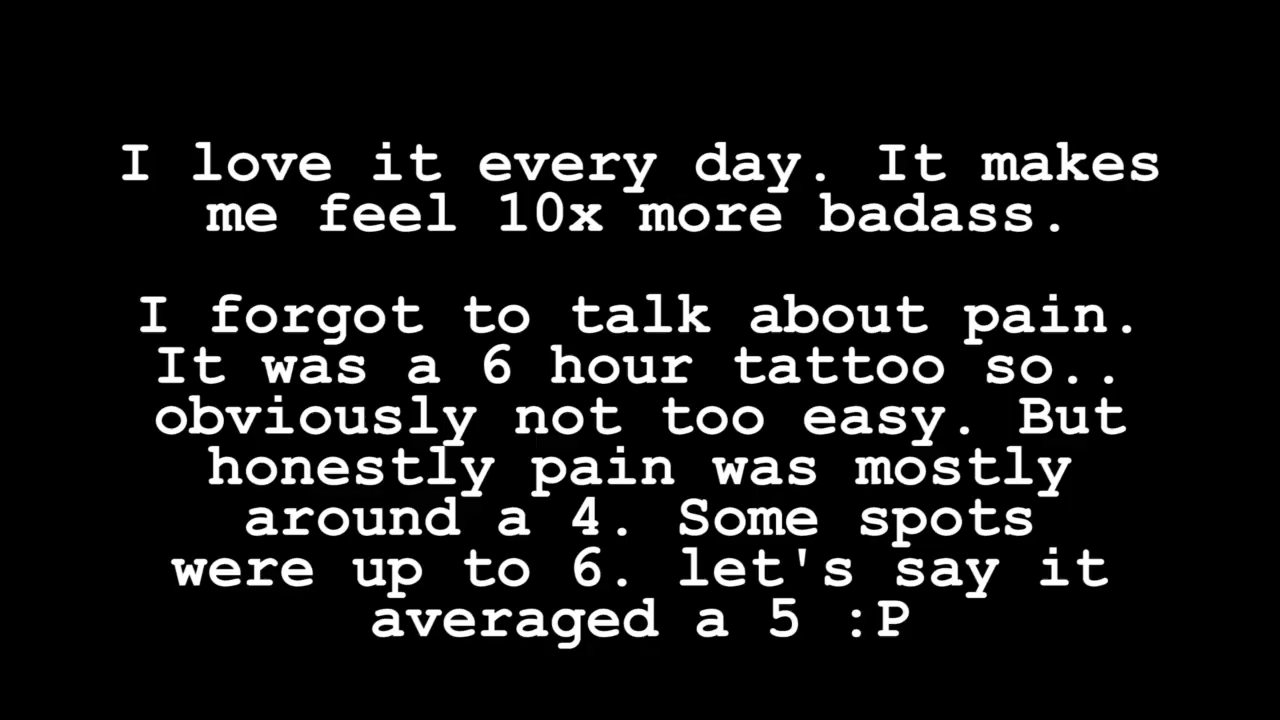 I love it every day. It makes
me feel 10x more badass.
I forgot to talk about pain.
It was a 6 hour tattoo so..
obviously not too easy. But
honestly pain was mostly
around a 4. Some spots
were up to 6. let's say it
averaged a 5 :P